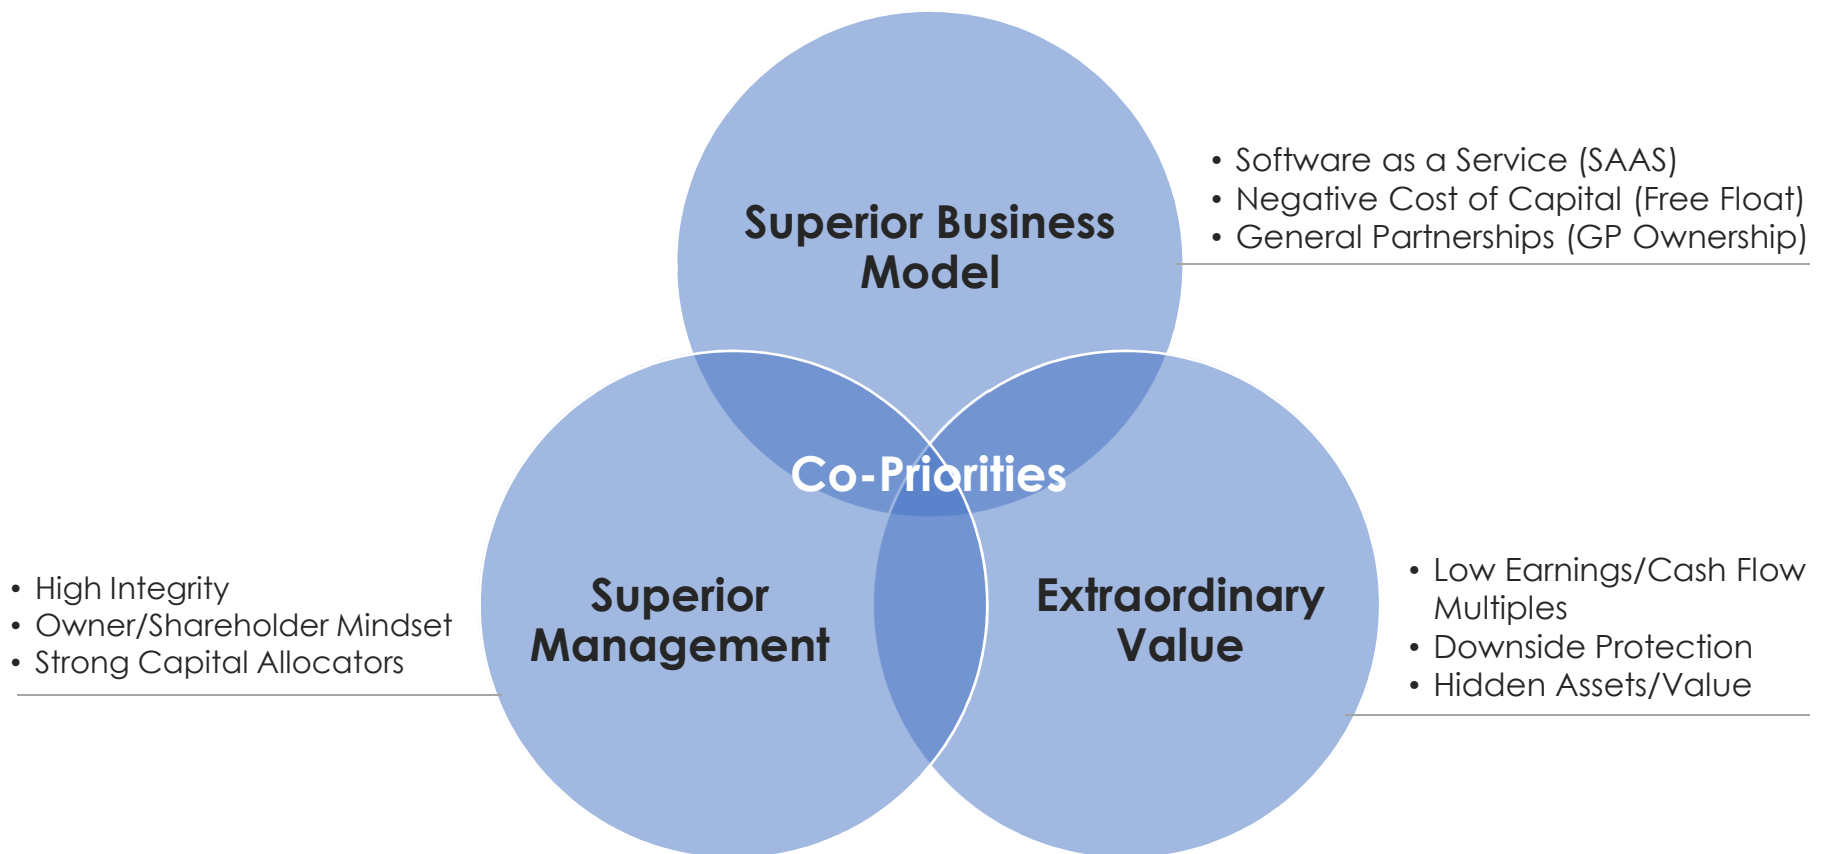 Superior Business
Model
• Software as a Service (SAAS)
• Negative Cost of Capital (Free Float)
• General Partnerships (GP Ownership)
Co-Priorities
Superior
Management
• High Integrity
• Owner/Shareholder Mindset
• Strong Capital Allocators
Extraordinary
Value
• Low Earnings/Cash Flow
Multiples
• Downside Protection
• Hidden Assets/Value